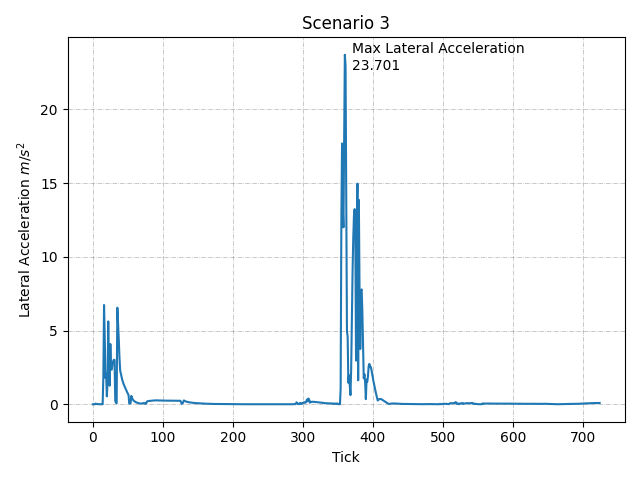 Scenario 3
Max Lateral Acceleration
23.701
Lateral Acceleration m/s²
20
15
10
5
0
0 100 200 300 400 500 600 700
Tick